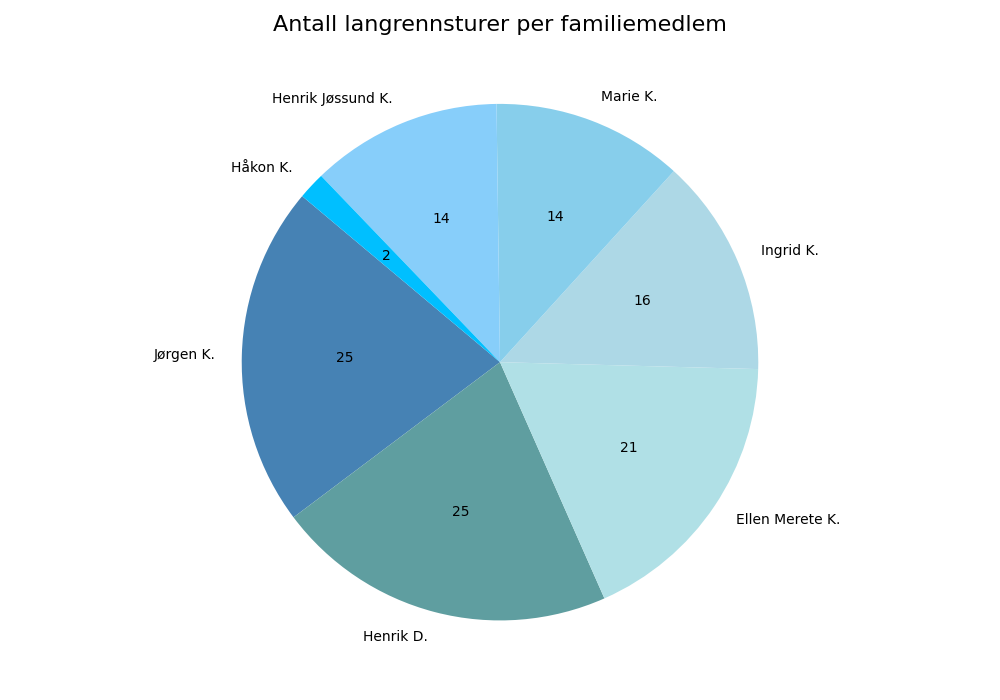 Antall langrennsturer per familiemedlem
Marie K.
Henrik Jøssund K.
Håkon K.
14
14
Ingrid K.
2
16
Jørgen K.
25
21
25
Ellen Merete K.
Henrik D.